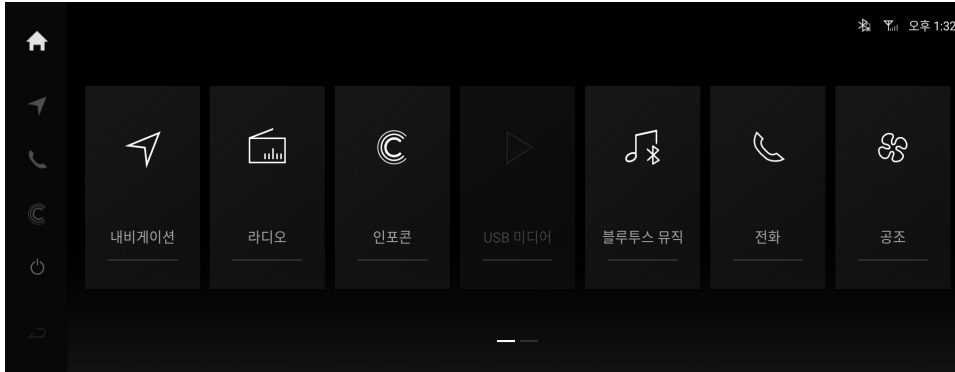 오후 1:32
내비게이션
라디오
인포콘
USB 미디어
블루투스 뮤직
전화
공조